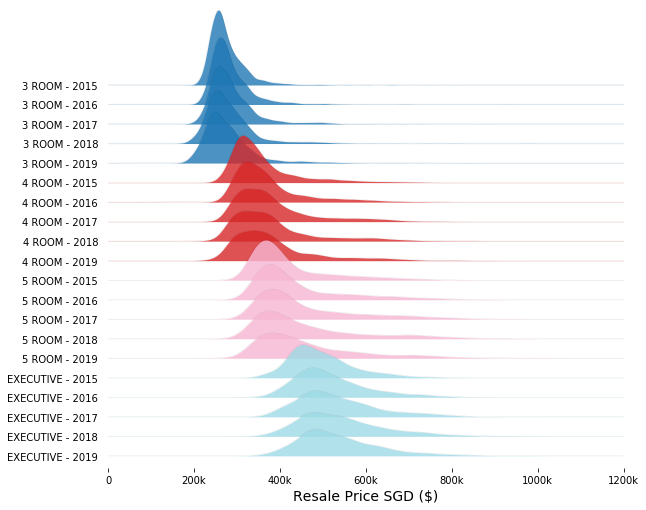 3 ROOM - 2015
3 ROOM - 2016
3 ROOM - 2017
3 ROOM - 2018
3 ROOM - 2019
4 ROOM - 2015
4 ROOM - 2016
4 ROOM - 2017
4 ROOM - 2018
4 ROOM - 2019
5 ROOM - 2015
5 ROOM - 2016
5 ROOM - 2017
5 ROOM - 2018
5 ROOM - 2019
EXECUTIVE - 2015
EXECUTIVE - 2016
EXECUTIVE - 2017
EXECUTIVE - 2018
EXECUTIVE - 2019
0 200k 400k 600k 800k 1000k 1200k
Resale Price SGD ($)